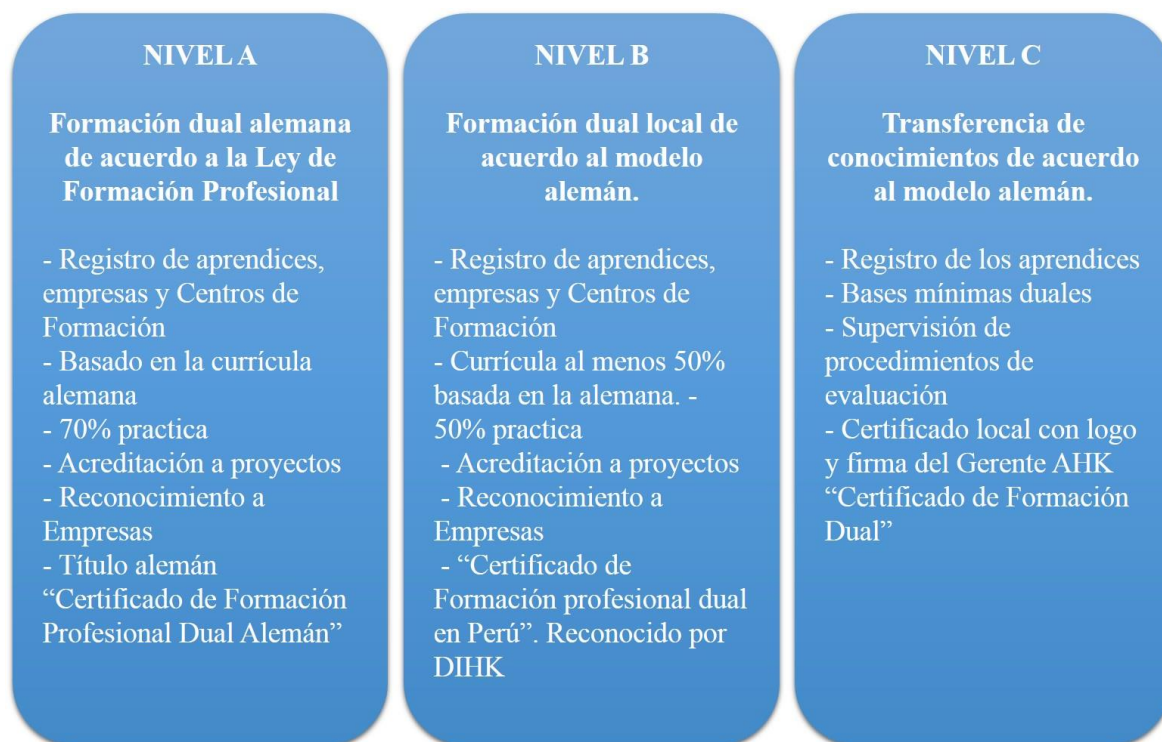 NIVEL A
Formación dual alemana
de acuerdo a la Ley de
Formación Profesional
- Registro de aprendices,
empresas y Centros de
Formación
- Basado en la currícula
alemana
- 70% practica
- Acreditación a proyectos
- Reconocimiento a
Empresas
- Título alemán
“Certificado de Formación
Profesional Dual Alemán”
NIVEL B
Formación dual local de
acuerdo al modelo
alemán.
- Registro de aprendices,
empresas y Centros de
Formación
- Currícula al menos 50%
basada en la alemana. -
50% practica
- Acreditación a proyectos
- Reconocimiento a
Empresas
- “Certificado de
Formación profesional dual
en Perú”. Reconocido por
DIHK
NIVEL C
Transferencia de
conocimientos de acuerdo
al modelo alemán.
- Registro de los aprendices
- Bases mínimas duales
- Supervisión de
procedimientos de
evaluación
- Certificado local con logo
y firma del Gerente AHK
“Certificado de Formación
Dual”